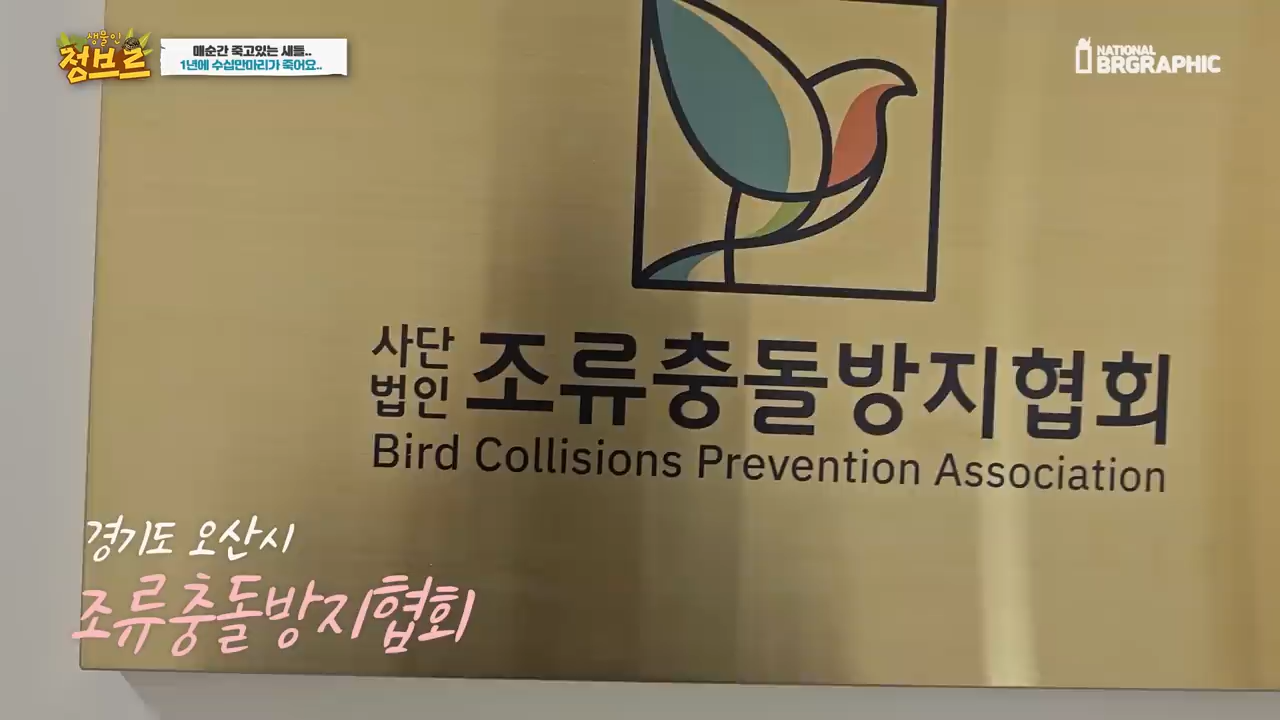 생물인
정브르
매순간 죽고있는 새들..
1년에 수십만마리가 죽어요..
NATIONAL
BRGRAPHIC
사단
법인
조류충돌방지협회
Bird Collisions Prevention Association
경기도 오산시
조류충돌방지협회